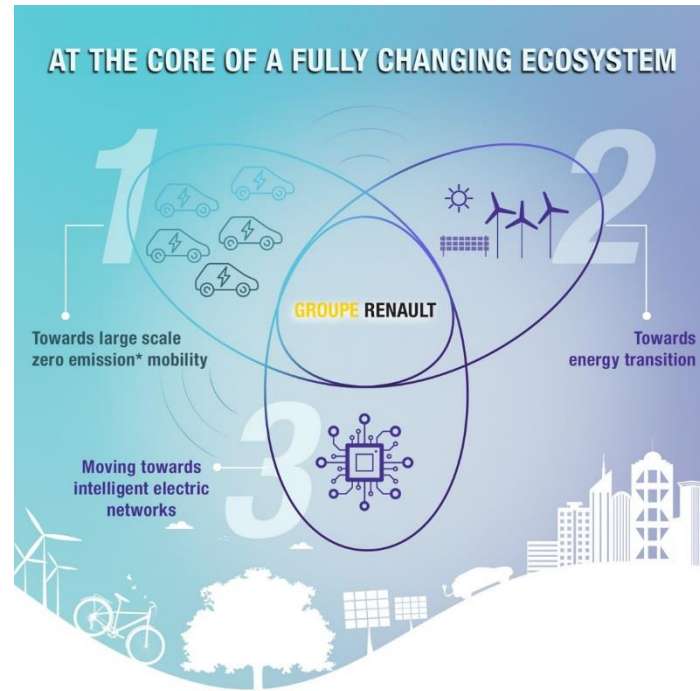 AT THE CORE OF A FULLY CHANGING ECOSYSTEM
1
2
GROUPE RENAULT
Towards large scale
zero emission* mobility
Towards
energy transition
3
Moving towards
intelligent electric
networks